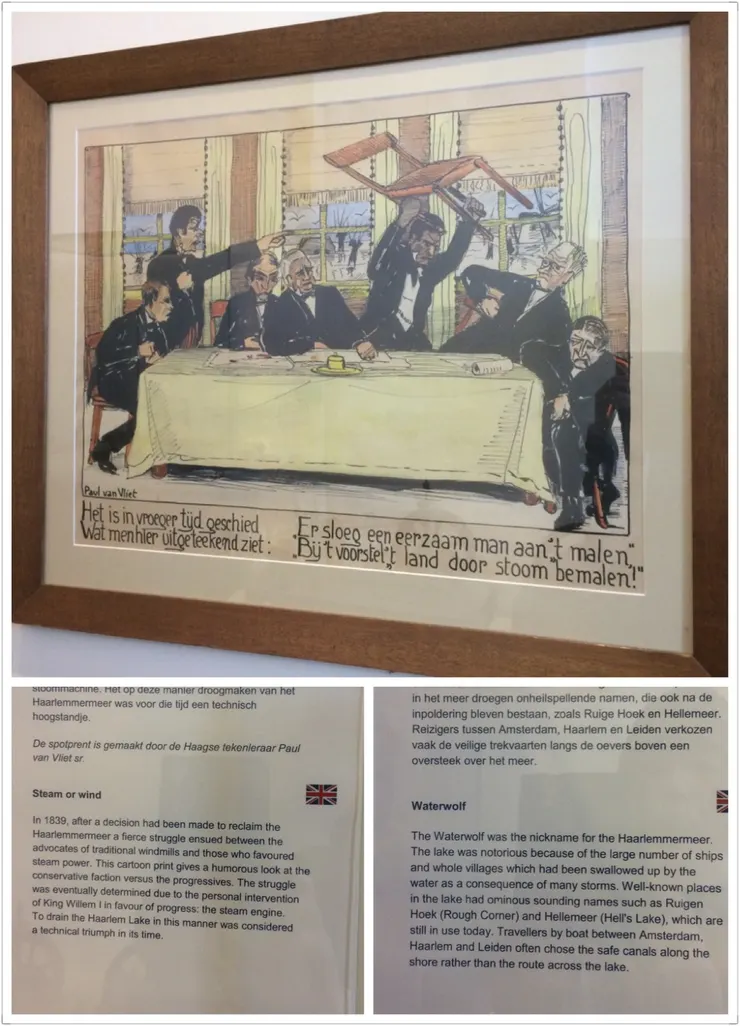 Paul van Vliet
Het is in vroeger tijd geschied
Wat men hier uitgeteekend ziet:
„Er sloeg een eerzaam man aan 't malen,"
„Bij 't voorstel „'t land door stoom bemalen!"
stoommachine. Het op deze manier droogmaken van het
Haarlemmermeer was voor die tijd een technisch
hoogstandje.
De spotprent is gemaakt door de Haagse tekenleraar Paul
van Vliet sr.
Steam or wind
In 1839, after a decision had been made to reclaim the
Haarlemmermeer a fierce struggle ensued between the
advocates of traditional windmills and those who favoured
steam power. This cartoon print gives a humorous look at the
conservative faction versus the progressives. The struggle
was eventually determined due to the personal intervention
of King Willem I in favour of progress: the steam engine.
To drain the Haarlem Lake in this manner was considered
a technical triumph in its time.
in het meer droegen onheilspellende namen, die ook na de
inpoldering bleven bestaan, zoals Ruige Hoek en Hellemeer.
Reizigers tussen Amsterdam, Haarlem en Leiden verkozen
vaak de veilige trekvaarten langs de oevers boven een
oversteek over het meer.
Waterwolf
The Waterwolf was the nickname for the Haarlemmermeer.
The lake was notorious because of the large number of ships
and whole villages which had been swallowed up by the
water as a consequence of many storms. Well-known places
in the lake had ominous sounding names such as Ruigen
Hoek (Rough Corner) and Hellemeer (Hell's Lake), which are
still in use today. Travellers by boat between Amsterdam,
Haarlem and Leiden often chose the safe canals along the
shore rather than the route across the lake.